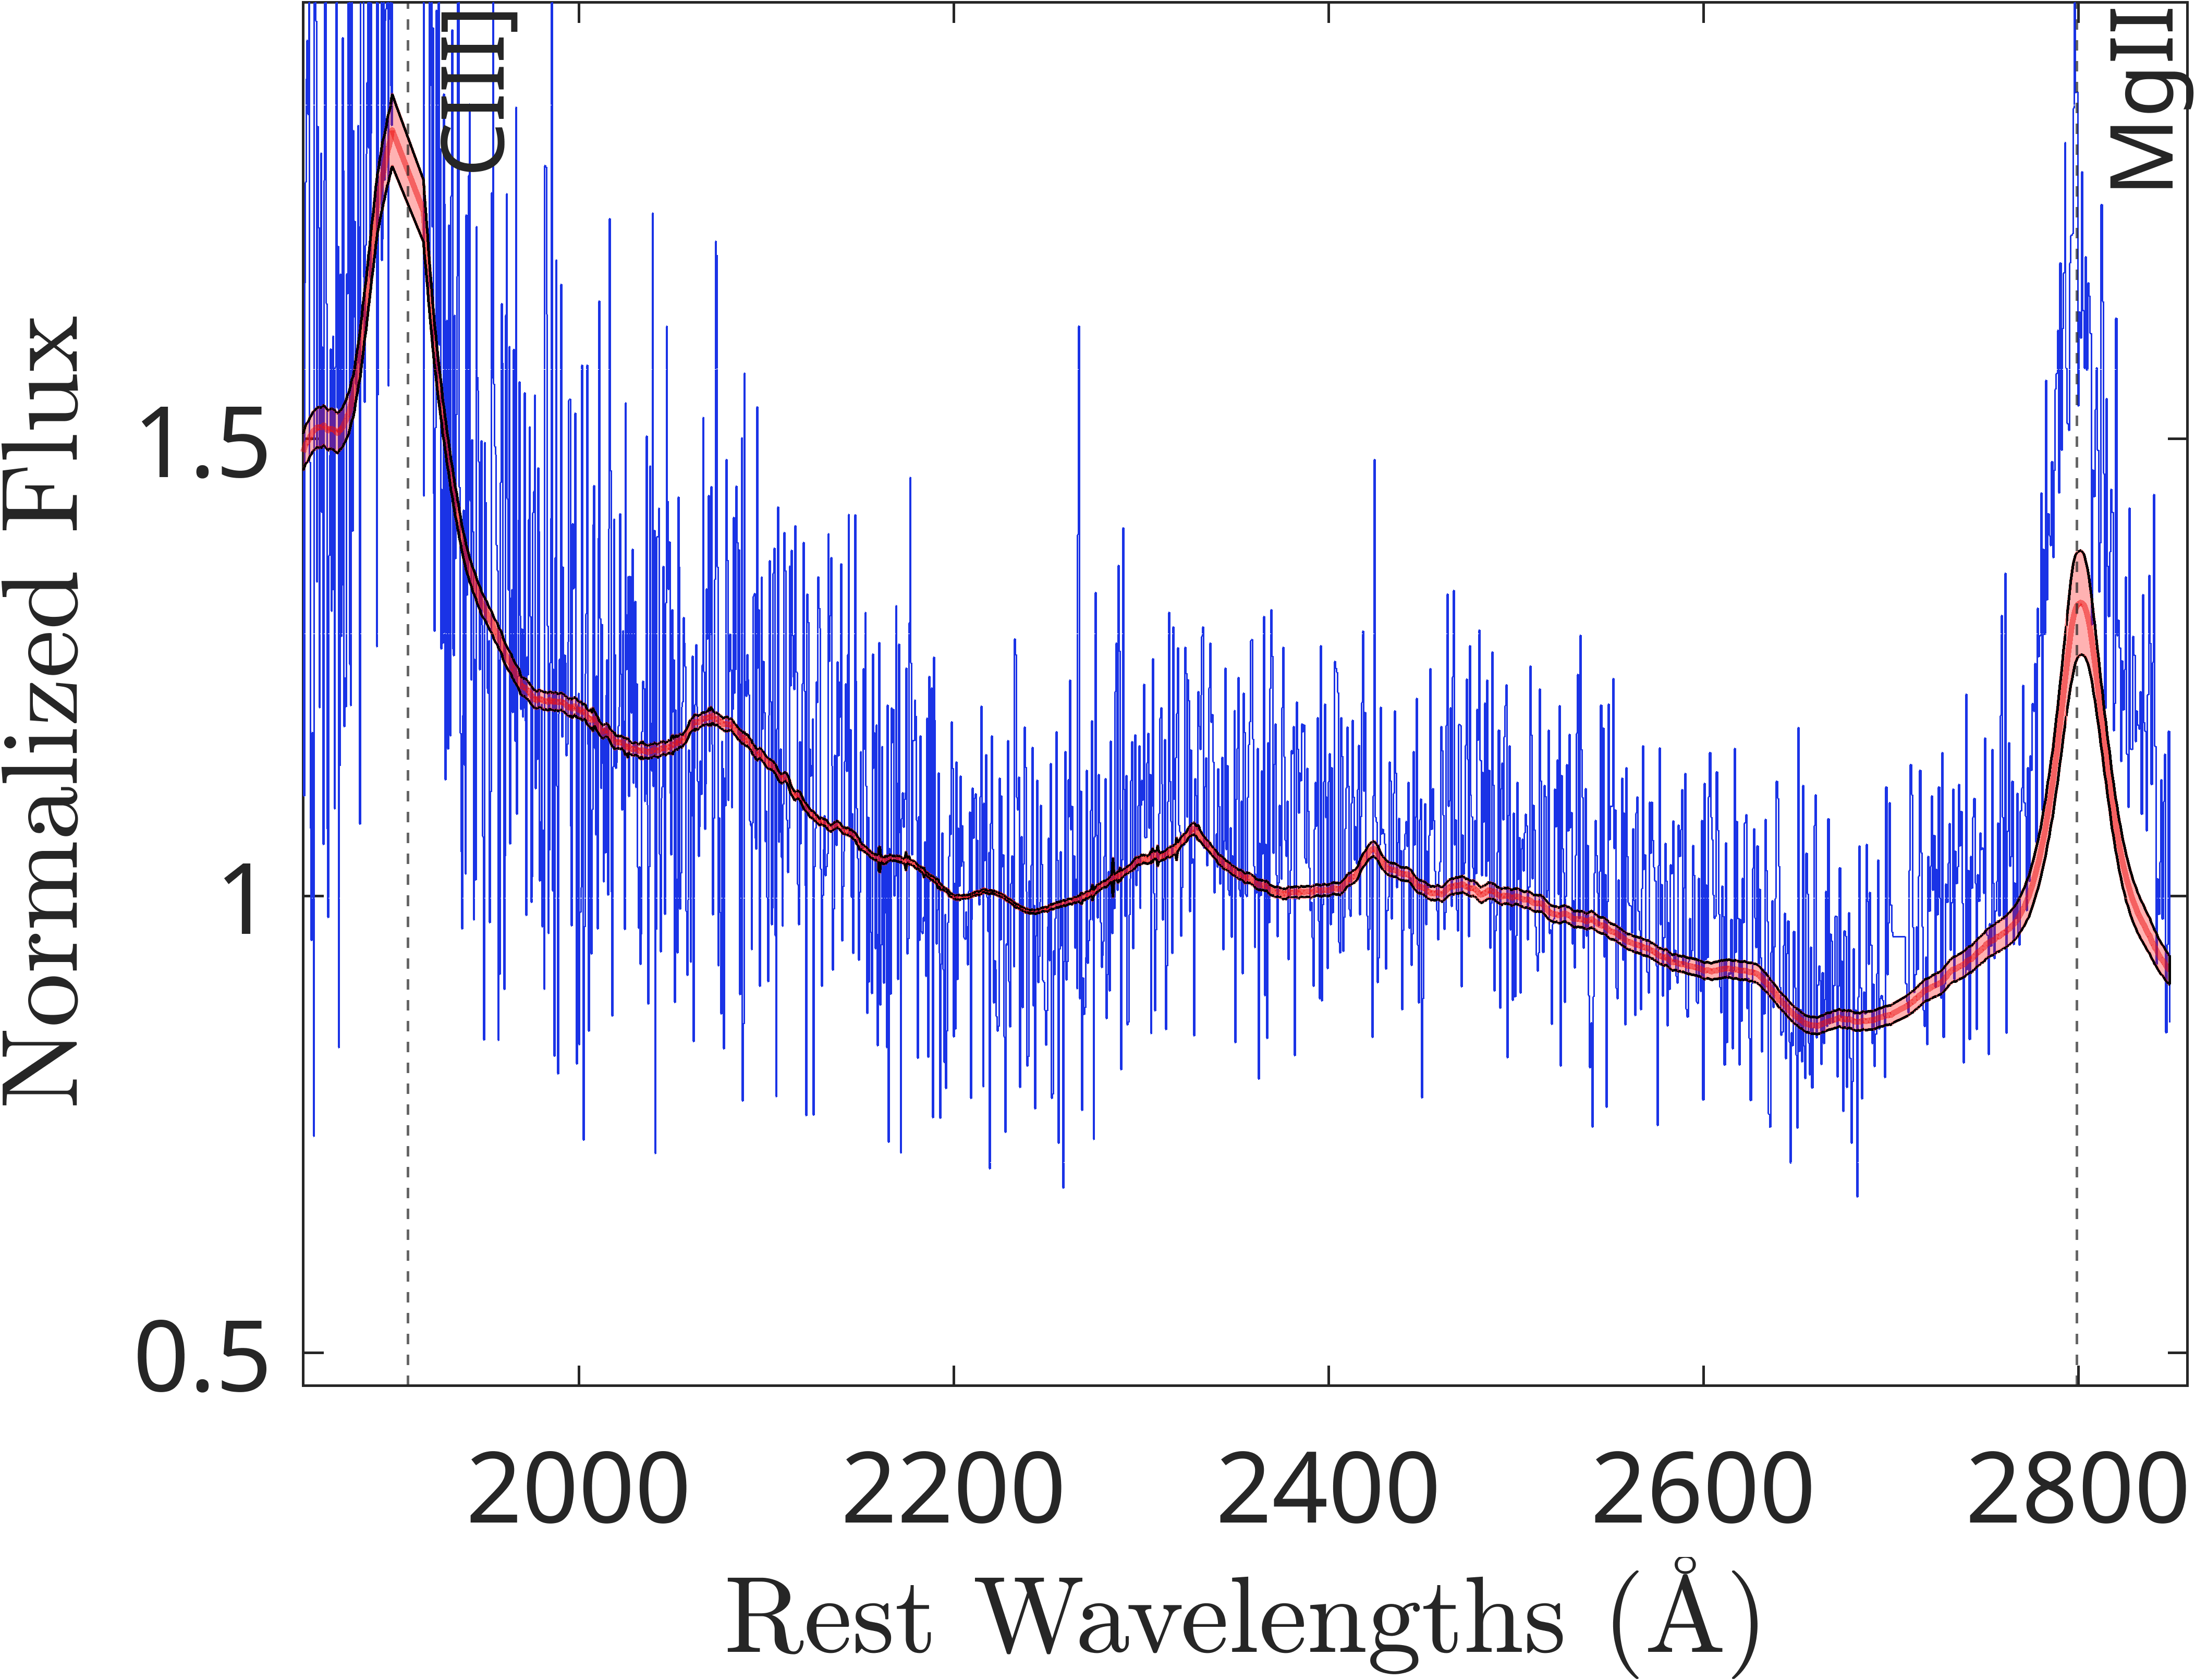 CIII]
MgII
Normalized Flux
1.5
1
0.5
2000
2200
2400
2600
2800
Rest Wavelengths (Å)